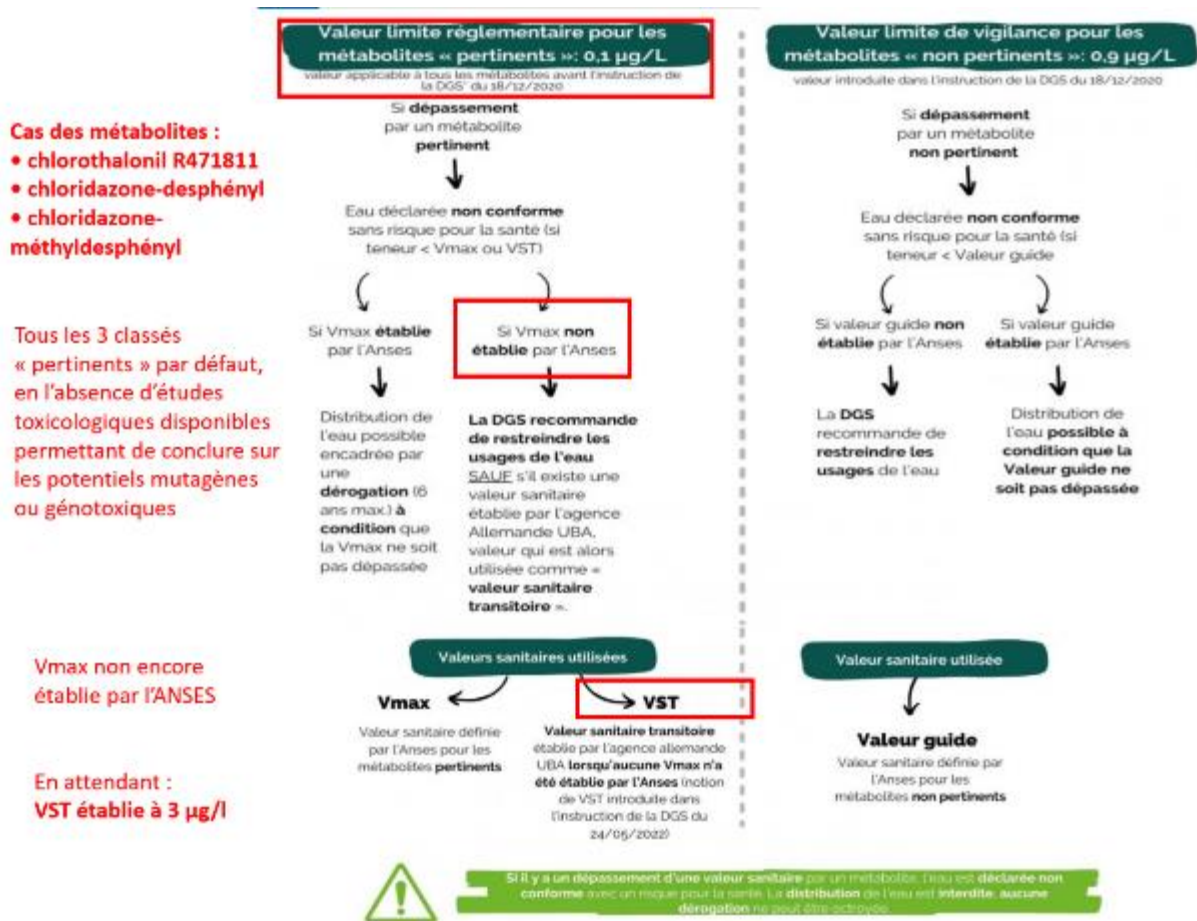 Valeur limite réglementaire pour les
métabolites « pertinents »: 0,1 µg/L
valeur applicable à tous les métabolites avant l'instruction de
la DGS* du 18/12/2020
Si dépassement
par un métabolite
pertinent
Eau déclarée non conforme
sans risque pour la santé (si
teneur < Vmax ou VST)
Si Vmax établie
par l'Anses
Distribution de
l'eau possible
encadrée par
une
dérogation (6
ans max.) à
condition que
la Vmax ne soit
pas dépassée
Si Vmax non
établie par l'Anses
La DGS recommande
de restreindre les
usages de l'eau
SAUF s'il existe une
valeur sanitaire
établie par l'agence
Allemande UBA,
valeur qui est alors
utilisée comme «
valeur sanitaire
transitoire ».
Valeur limite de vigilance pour les
métabolites « non pertinents »: 0,9 µg/L
valeur introduite dans l'instruction de la DGS du 18/12/2020
Si dépassement
par un métabolite
non pertinent
Eau déclarée non conforme
sans risque pour la santé (si
teneur < Valeur guide
Si valeur guide non
établie par l'Anses
La DGS
recommande de
restreindre les
usages de l'eau
Si valeur guide
établie par l'Anses
Distribution de
l'eau possible à
condition que la
Valeur guide ne
soit pas dépassée
Cas des métabolites :
• chlorothalonil R471811
• chloridazone-desphényl
• chloridazone-
méthyldesphényl
Tous les 3 classés
« pertinents » par défaut,
en l'absence d'études
toxicologiques disponibles
permettant de conclure sur
les potentiels mutagènes
ou génotoxiques
Vmax non encore
établie par l'ANSES
En attendant :
VST établie à 3 µg/l
Valeurs sanitaires utilisées
Vmax
Valeur sanitaire définie
par l'Anses pour les
métabolites pertinents
VST
Valeur sanitaire transitoire
établie par l'agence allemande
UBA lorsqu'aucune Vmax n'a
été établie par l'Anses (notion
de VST introduite dans
l'instruction de la DGS du
24/05/2022)
Valeur sanitaire utilisée
Valeur guide
Valeur sanitaire définie par
l'Anses pour les
métabolites non pertinents
Si il y a un dépassement d'une valeur sanitaire par un métabolite, l'eau est déclarée non
conforme avec un risque pour la santé. La distribution de l'eau est interdite, aucune
dérogation ne peut être octroyée.